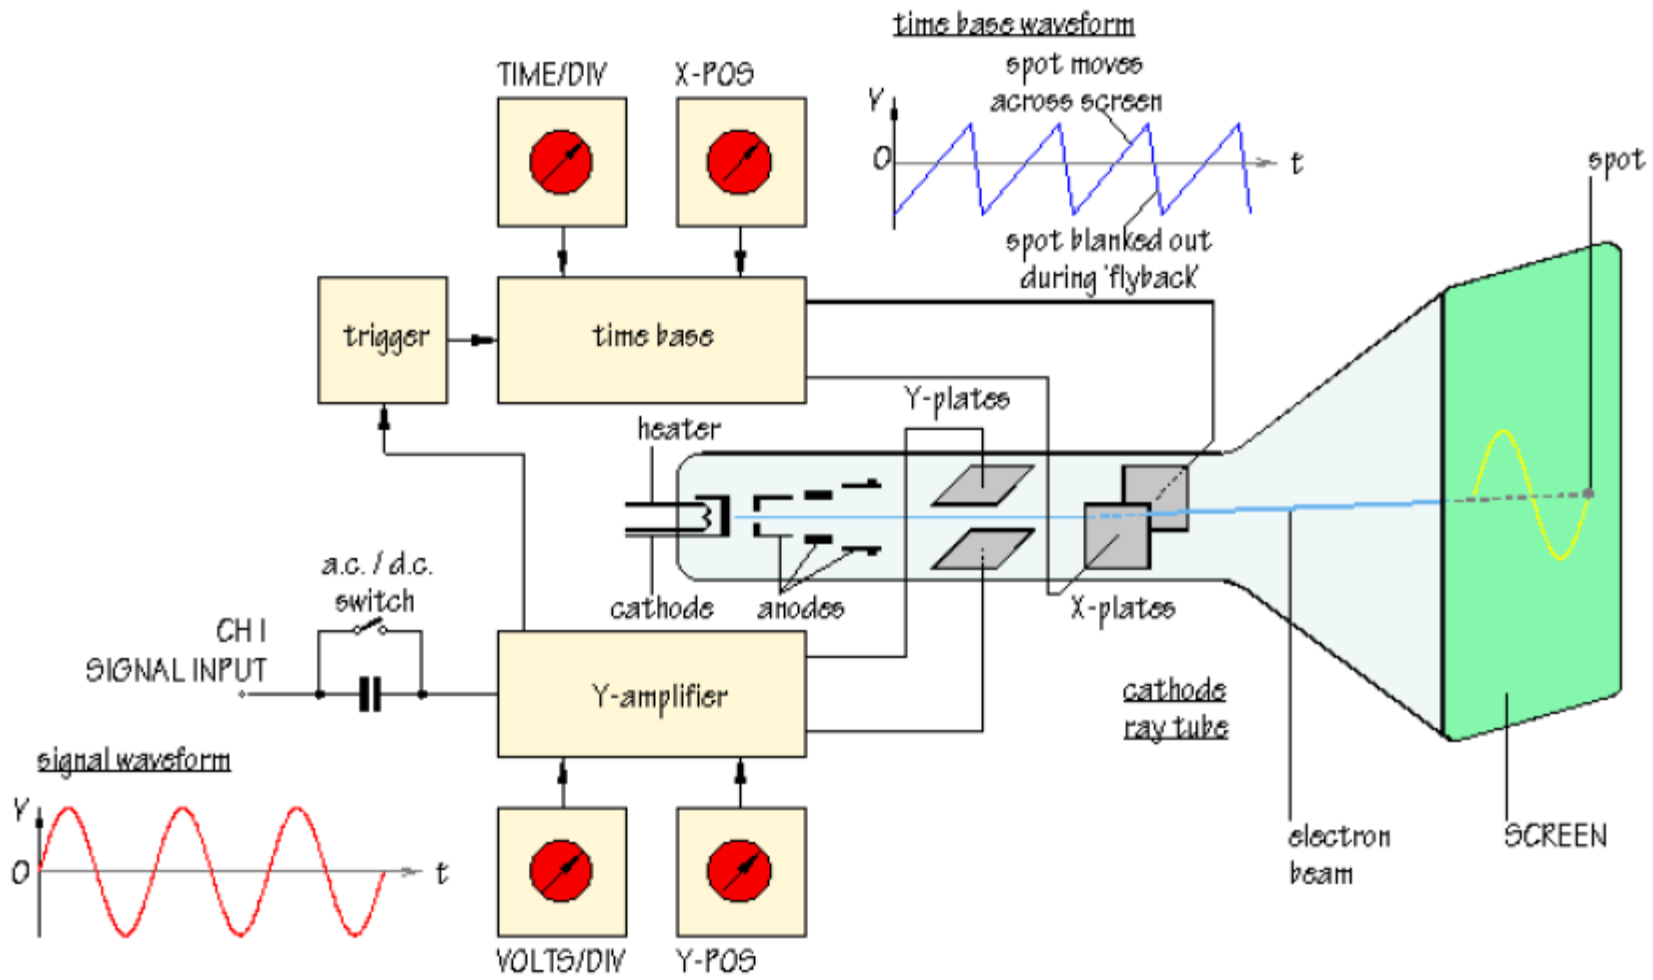 time base waveform
TIME/DIV
X-POS
spot moves
across screen
V
0
t
spot
spot blanked out
during 'flyback'
trigger
time base
Y-plates
heater
a.c. / d.c.
switch
cathode
anodes
X-plates
CH I
SIGNAL INPUT
Y-amplifier
cathode
ray tube
signal waveform
V
0
t
electron
beam
SCREEN
VOLTS/DIV
Y-POS